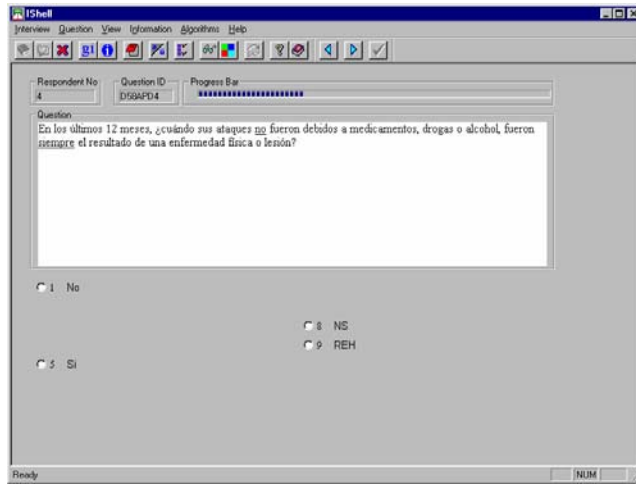 IShell
Interview Question View Information Algorithms Help
Respondent No
Question ID
Progress Bar
4
D58APD4
Question
En los últimos 12 meses, ¿cuándo sus ataques no fueron debidos a medicamentos, drogas o alcohol, fueron
siempre el resultado de una enfermedad física o lesión?
1 No
8 NS
9 REH
5 Si
Ready
NUM